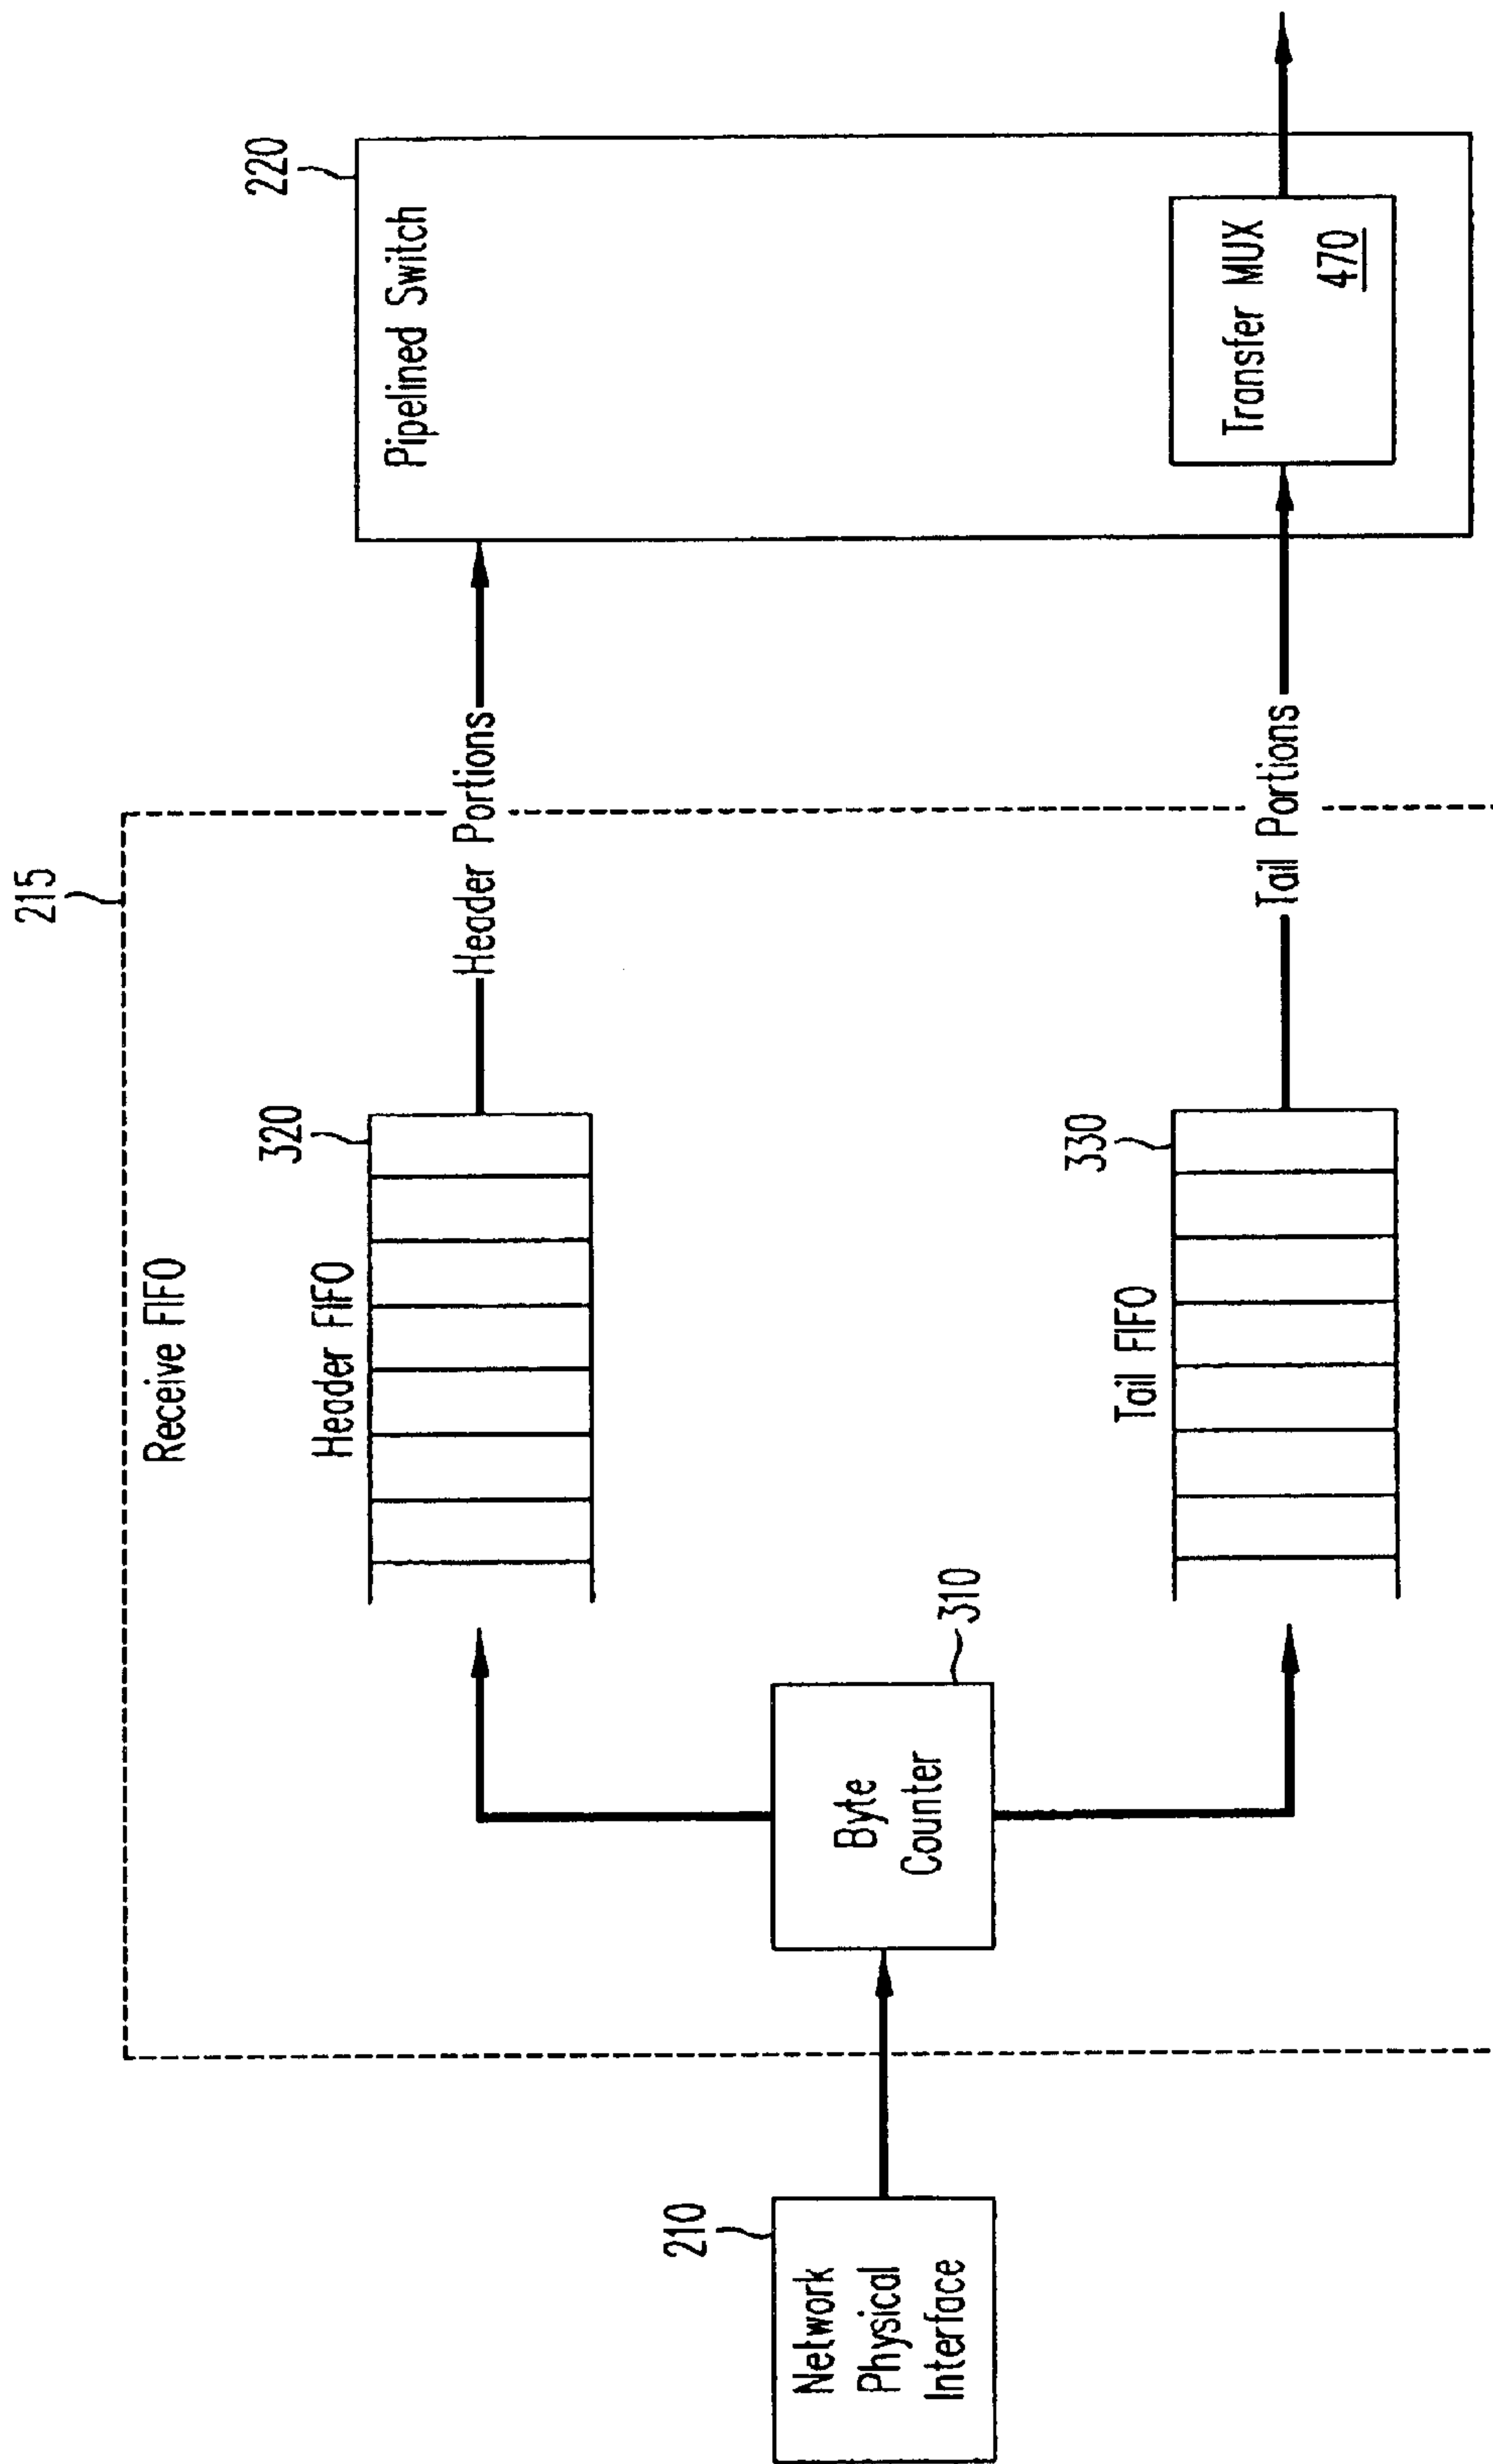 215
Receive FIFO
220
Pipelined Switch
320
Header FIFO
Header Portions
210
Network
Physical
Interface
310
Byte
Counter
330
Tail FIFO
Tail Portions
Transfer MUX
470